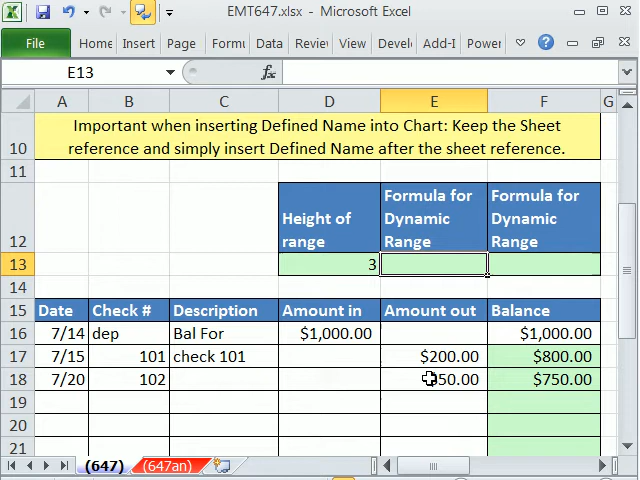 EMT647.xlsx - Microsoft Excel
File Home Insert Page Formu Data Revie View Devel Add-I Power
E13 fx
A B C D E F G
10 Important when inserting Defined Name into Chart: Keep the Sheet
reference and simply insert Defined Name after the sheet reference.
11
12 Height of range Formula for Dynamic Range Formula for Dynamic Range
13 3
14
15 Date Check # Description Amount in Amount out Balance
16 7/14 dep Bal For $1,000.00 $1,000.00
17 7/15 101 check 101 $200.00 $800.00
18 7/20 102 50.00 $750.00
19
20
21
(647) (647an)